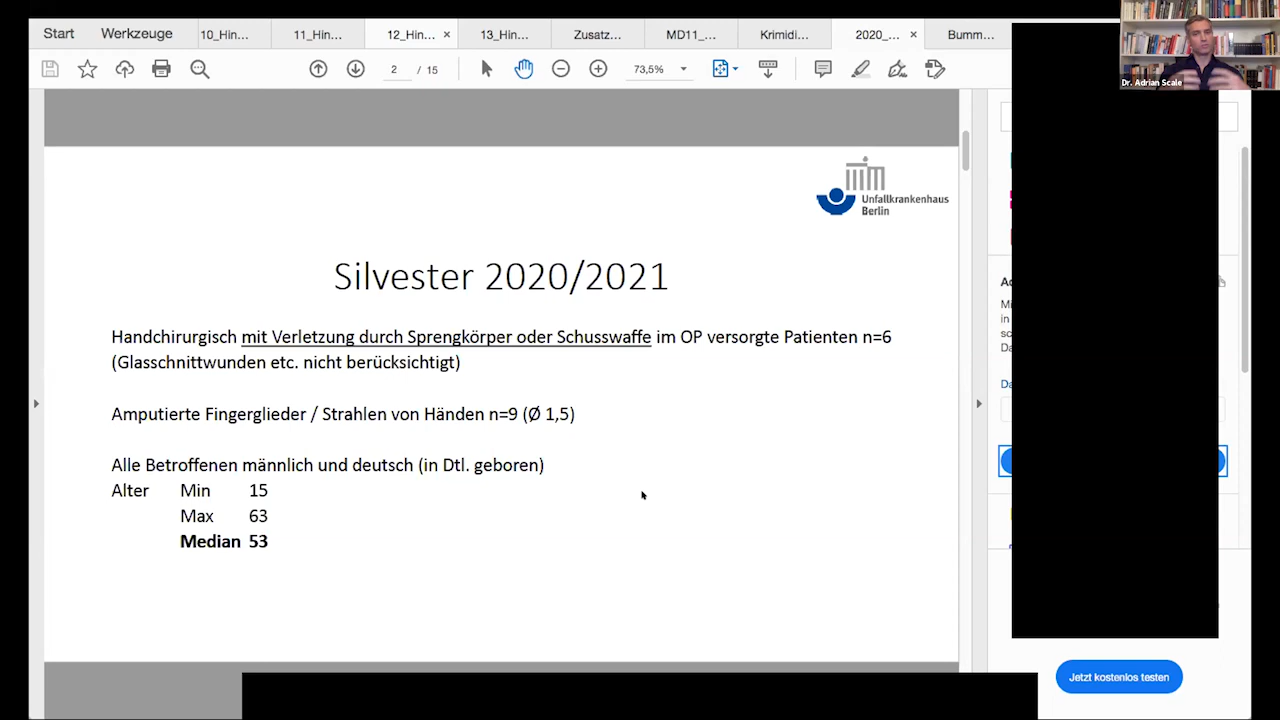 Start
Werkzeuge
10_Hin...
11_Hin...
12_Hin... ×
13_Hin...
Zusatz...
MD11_...
Krimidi...
2020_... ×
Bumm...
2 / 15
73,5%
Dr. Adrian Scale
Unfallkrankenhaus
Berlin
Silvester 2020/2021
Handchirurgisch mit Verletzung durch Sprengkörper oder Schusswaffe im OP versorgte Patienten n=6
(Glasschnittwunden etc. nicht berücksichtigt)
Amputierte Fingerglieder / Strahlen von Händen n=9 (Ø 1,5)
Alle Betroffenen männlich und deutsch (in Dtl. geboren)
Alter Min 15
Max 63
Median 53
Mi
in
Jetzt kostenlos testen